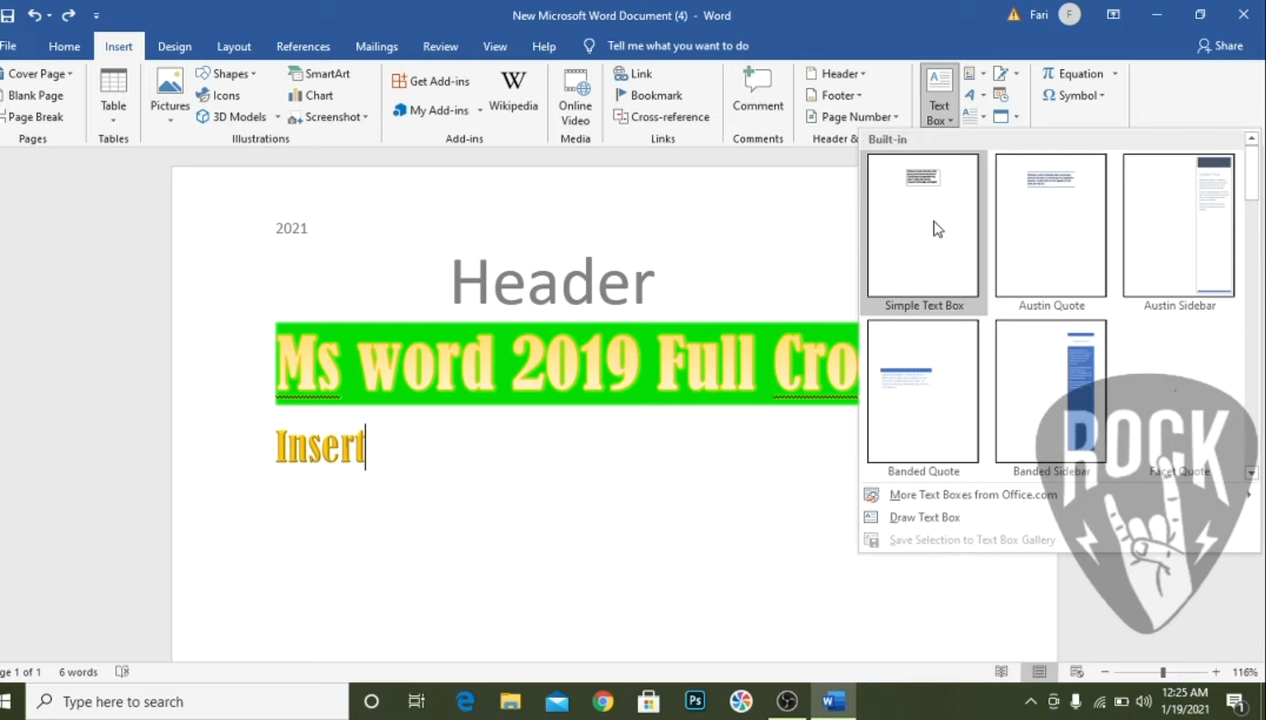 New Microsoft Word Document (4) - Word
Fari F
File Home Insert Design Layout References Mailings Review View Help Tell me what you want to do Share
Cover Page
Blank Page
Page Break
Pages
Table
Tables
Pictures
Shapes
Icons
3D Models
SmartArt
Chart
Screenshot
Illustrations
Get Add-ins
My Add-ins
Wikipedia
Add-ins
Online
Video
Media
Link
Bookmark
Cross-reference
Links
Comment
Comments
Header
Footer
Page Number
Header &
Text
Box
Equation
Symbol
Built-in
Simple Text Box
Austin Quote
Austin Sidebar
Banded Quote
Banded Sidebar
Facet Quote
More Text Boxes from Office.com
Draw Text Box
Save Selection to Text Box Gallery
2021
Header
Ms word 2019 Full Cro
Insert
ROCK
ge 1 of 1 6 words
116%
Type here to search
Ps
12:25 AM
1/19/2021